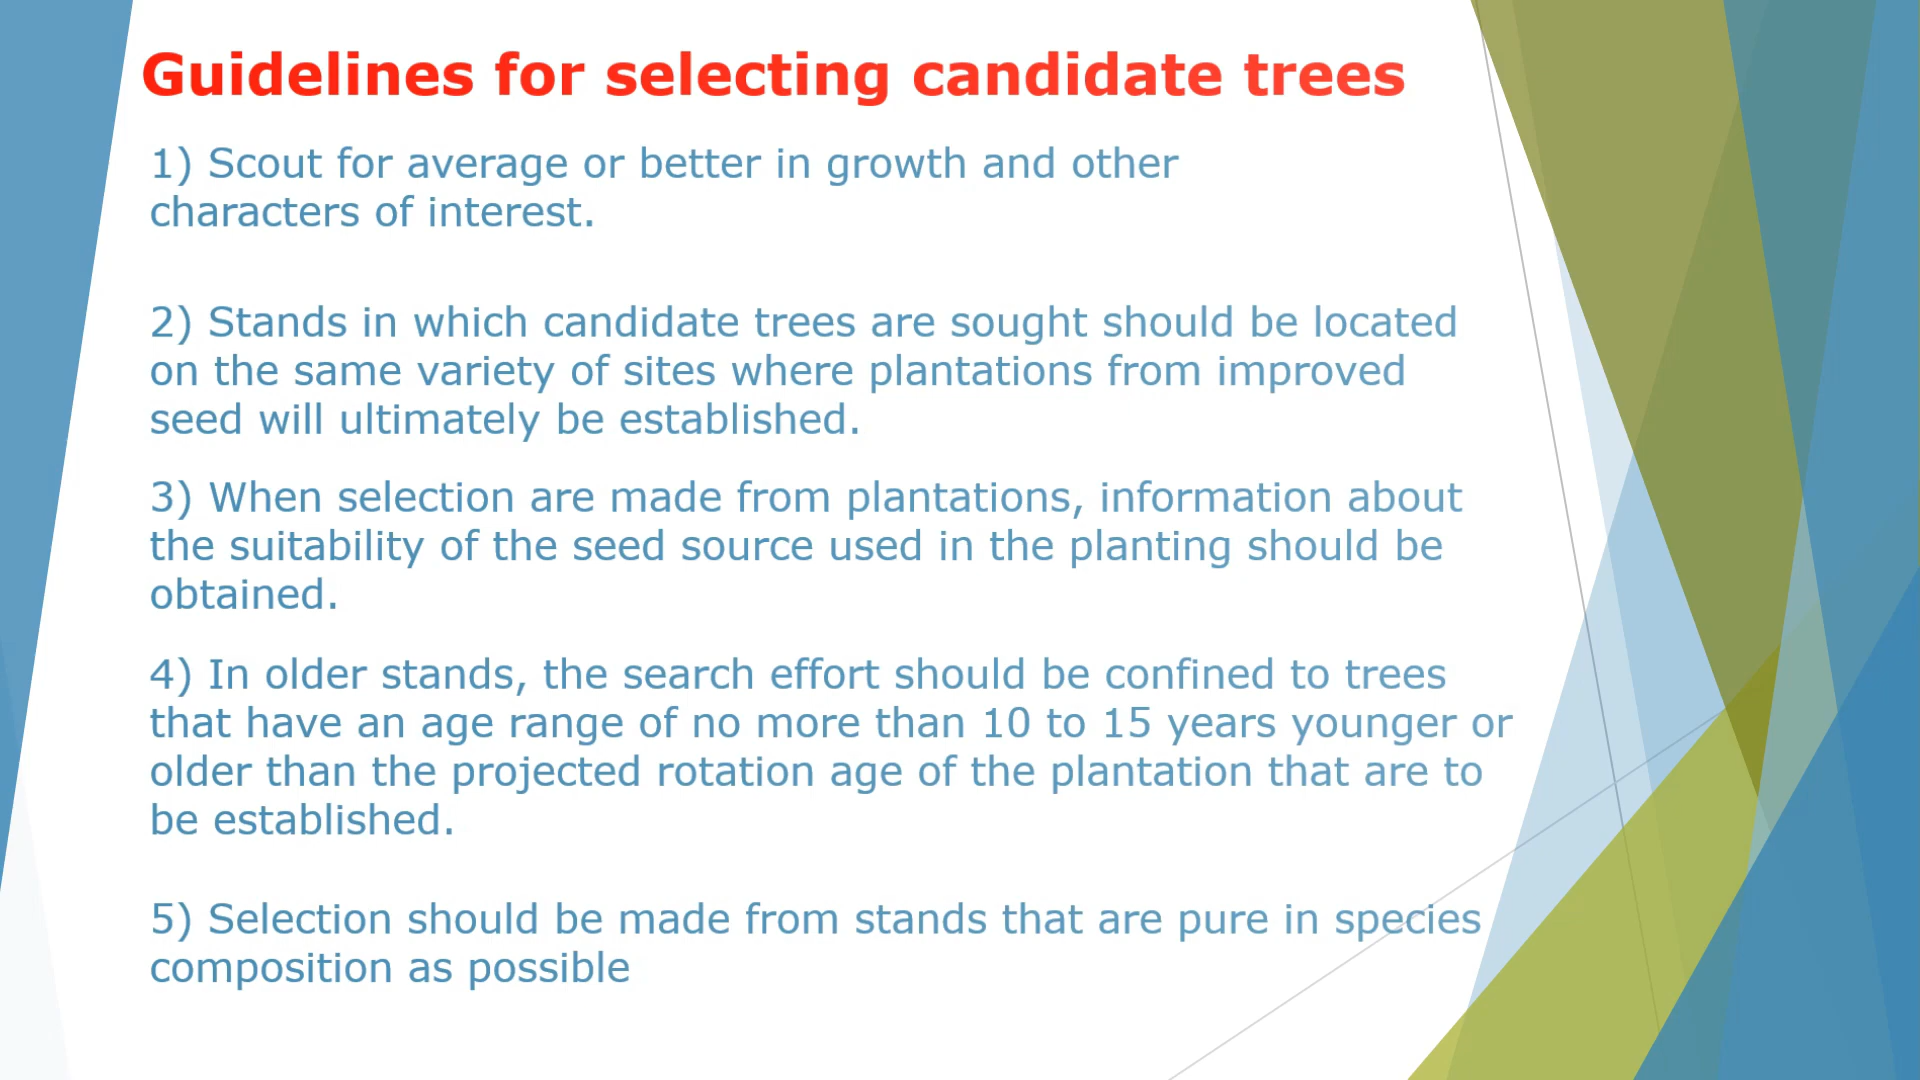 Guidelines for selecting candidate trees
1) Scout for average or better in growth and other
characters of interest.
2) Stands in which candidate trees are sought should be located
on the same variety of sites where plantations from improved
seed will ultimately be established.
3) When selection are made from plantations, information about
the suitability of the seed source used in the planting should be
obtained.
4) In older stands, the search effort should be confined to trees
that have an age range of no more than 10 to 15 years younger or
older than the projected rotation age of the plantation that are to
be established.
5) Selection should be made from stands that are pure in species
composition as possible